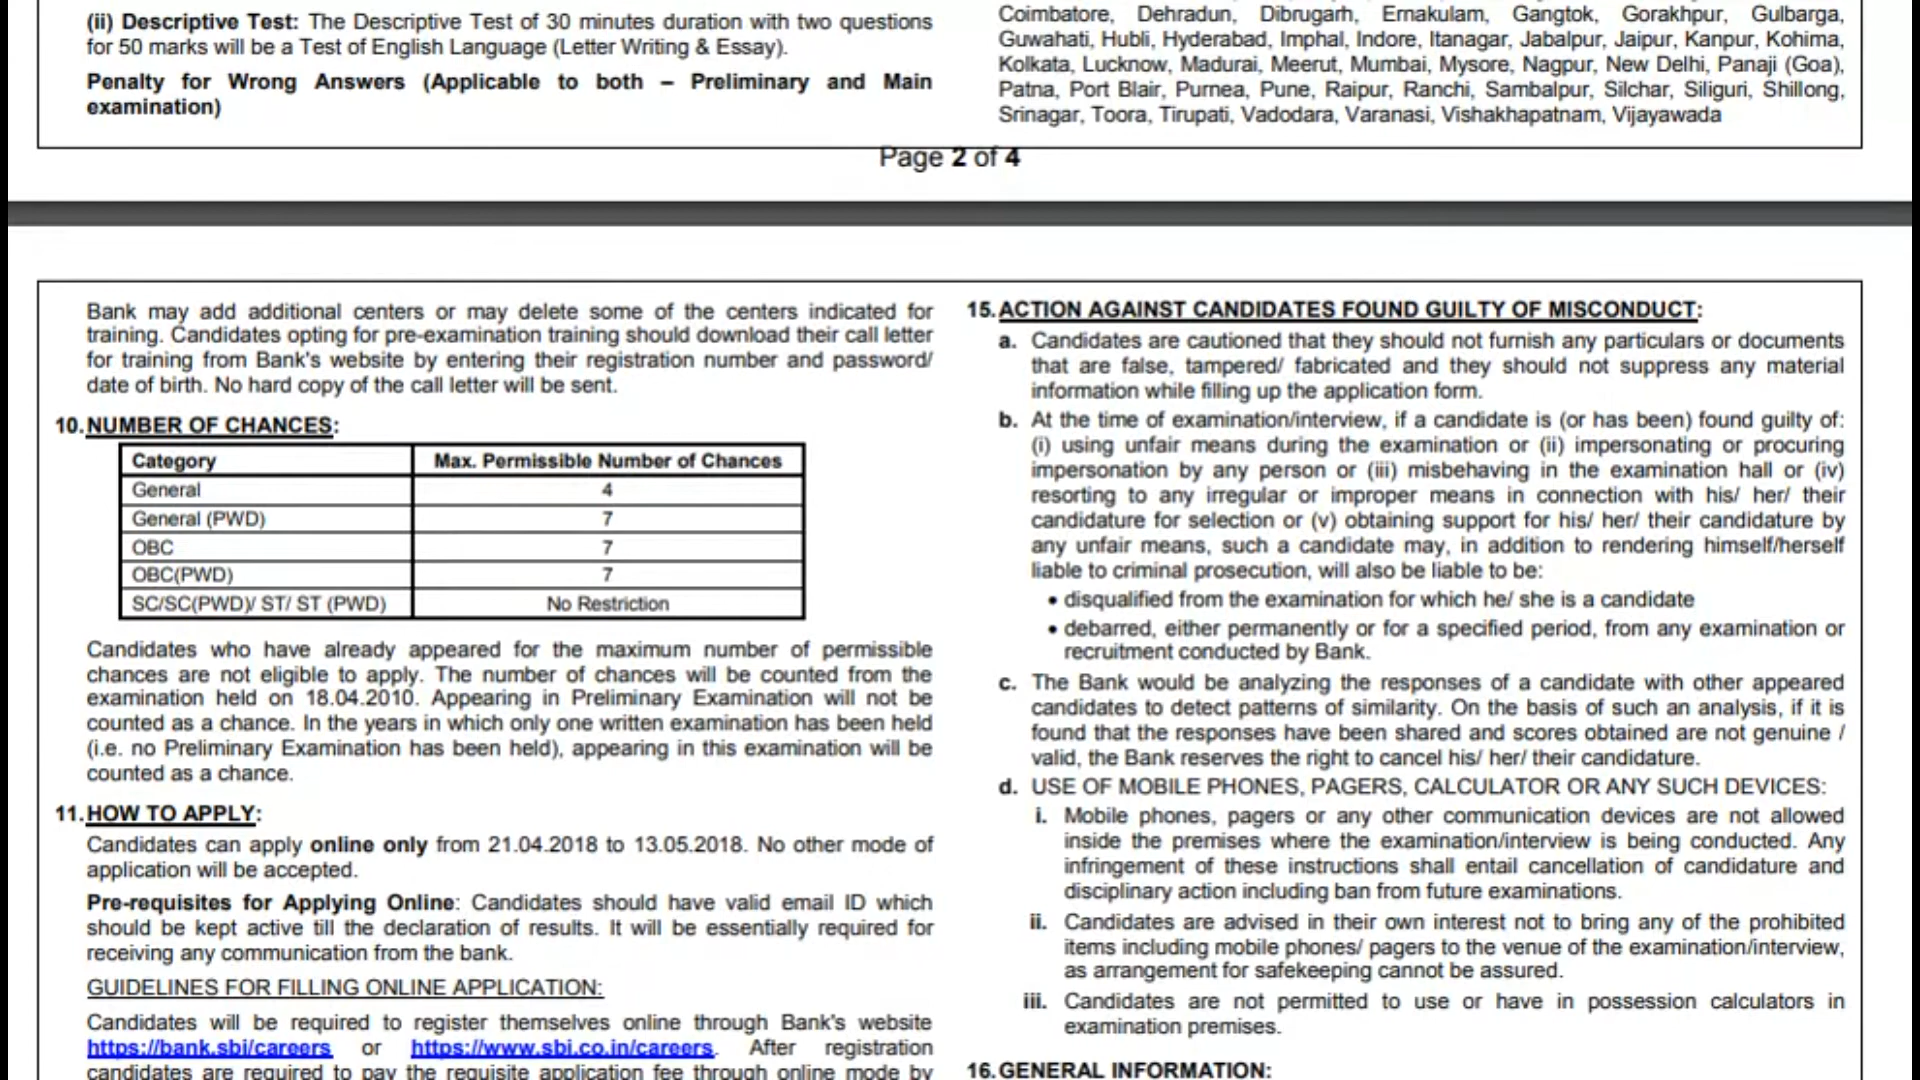 (ii) Descriptive Test: The Descriptive Test of 30 minutes duration with two questions
for 50 marks will be a Test of English Language (Letter Writing & Essay).
Penalty for Wrong Answers (Applicable to both – Preliminary and Main
examination)
Coimbatore, Dehradun, Dibrugarh, Ernakulam, Gangtok, Gorakhpur, Gulbarga,
Guwahati, Hubli, Hyderabad, Imphal, Indore, Itanagar, Jabalpur, Jaipur, Kanpur, Kohima,
Kolkata, Lucknow, Madurai, Meerut, Mumbai, Mysore, Nagpur, New Delhi, Panaji (Goa),
Patna, Port Blair, Purnea, Pune, Raipur, Ranchi, Sambalpur, Silchar, Siliguri, Shillong,
Srinagar, Toora, Tirupati, Vadodara, Varanasi, Vishakhapatnam, Vijayawada
Page 2 of 4
Bank may add additional centers or may delete some of the centers indicated for
training. Candidates opting for pre-examination training should download their call letter
for training from Bank's website by entering their registration number and password/
date of birth. No hard copy of the call letter will be sent.
10. NUMBER OF CHANCES:
Category Max. Permissible Number of Chances
General 4
General (PWD) 7
OBC 7
OBC(PWD) 7
SC/SC(PWD)/ ST/ ST (PWD) No Restriction
Candidates who have already appeared for the maximum number of permissible
chances are not eligible to apply. The number of chances will be counted from the
examination held on 18.04.2010. Appearing in Preliminary Examination will not be
counted as a chance. In the years in which only one written examination has been held
(i.e. no Preliminary Examination has been held), appearing in this examination will be
counted as a chance.
11. HOW TO APPLY:
Candidates can apply online only from 21.04.2018 to 13.05.2018. No other mode of
application will be accepted.
Pre-requisites for Applying Online: Candidates should have valid email ID which
should be kept active till the declaration of results. It will be essentially required for
receiving any communication from the bank.
GUIDELINES FOR FILLING ONLINE APPLICATION:
Candidates will be required to register themselves online through Bank's website
https://bank.sbi/careers or https://www.sbi.co.in/careers. After registration
candidates are required to pay the requisite application fee through online mode by
15. ACTION AGAINST CANDIDATES FOUND GUILTY OF MISCONDUCT:
a. Candidates are cautioned that they should not furnish any particulars or documents
that are false, tampered/ fabricated and they should not suppress any material
information while filling up the application form.
b. At the time of examination/interview, if a candidate is (or has been) found guilty of:
(i) using unfair means during the examination or (ii) impersonating or procuring
impersonation by any person or (iii) misbehaving in the examination hall or (iv)
resorting to any irregular or improper means in connection with his/ her/ their
candidature for selection or (v) obtaining support for his/ her/ their candidature by
any unfair means, such a candidate may, in addition to rendering himself/herself
liable to criminal prosecution, will also be liable to be:
• disqualified from the examination for which he/ she is a candidate
• debarred, either permanently or for a specified period, from any examination or
recruitment conducted by Bank.
c. The Bank would be analyzing the responses of a candidate with other appeared
candidates to detect patterns of similarity. On the basis of such an analysis, if it is
found that the responses have been shared and scores obtained are not genuine /
valid, the Bank reserves the right to cancel his/ her/ their candidature.
d. USE OF MOBILE PHONES, PAGERS, CALCULATOR OR ANY SUCH DEVICES:
i. Mobile phones, pagers or any other communication devices are not allowed
inside the premises where the examination/interview is being conducted. Any
infringement of these instructions shall entail cancellation of candidature and
disciplinary action including ban from future examinations.
ii. Candidates are advised in their own interest not to bring any of the prohibited
items including mobile phones/ pagers to the venue of the examination/interview,
as arrangement for safekeeping cannot be assured.
iii. Candidates are not permitted to use or have in possession calculators in
examination premises.
16. GENERAL INFORMATION: